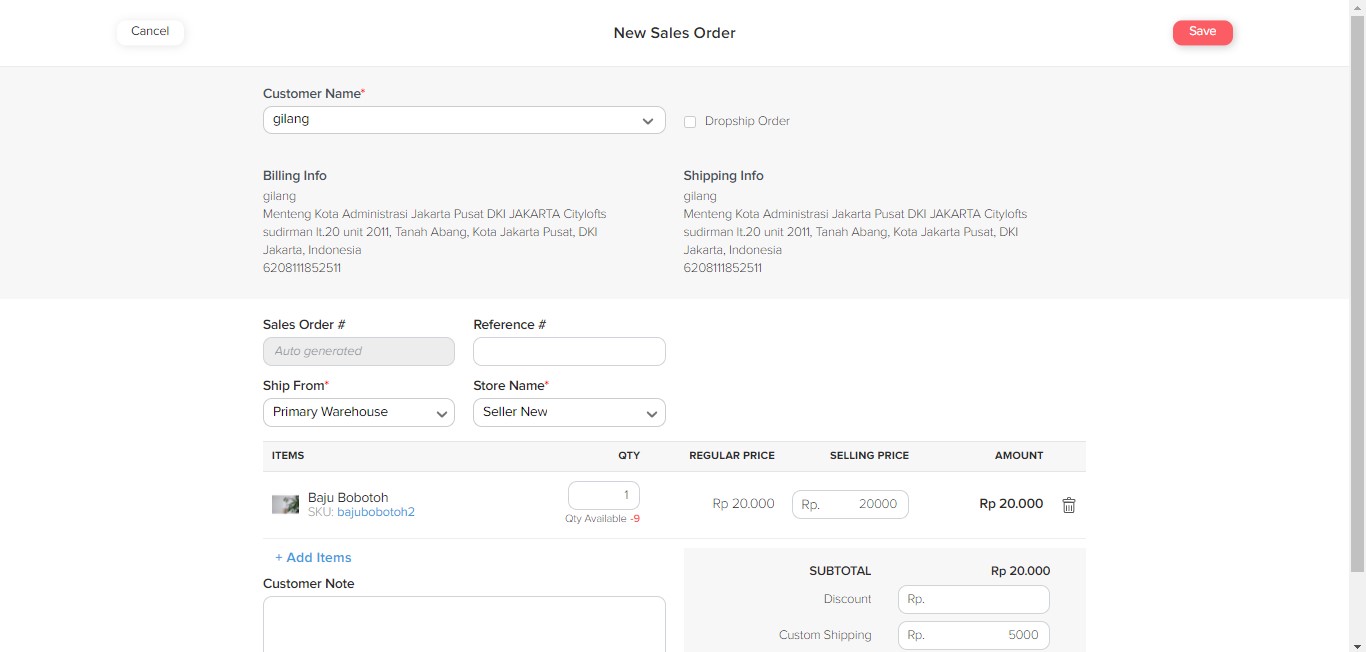 Cancel
New Sales Order
Save
Customer Name*
gilang
Dropship Order
Billing Info
gilang
Menteng Kota Administrasi Jakarta Pusat DKI JAKARTA Citylofts
sudirman lt.20 unit 2011, Tanah Abang, Kota Jakarta Pusat, DKI
Jakarta, Indonesia
6208111852511
Shipping Info
gilang
Menteng Kota Administrasi Jakarta Pusat DKI JAKARTA Citylofts
sudirman lt.20 unit 2011, Tanah Abang, Kota Jakarta Pusat, DKI
Jakarta, Indonesia
6208111852511
Sales Order #
Auto generated
Reference #
Ship From*
Primary Warehouse
Store Name*
Seller New
ITEMS QTY REGULAR PRICE SELLING PRICE AMOUNT
Baju Bobotoh
SKU: bajubobotoh2
1
Qty Available -9
Rp 20.000
Rp. 20000
Rp 20.000
+ Add Items
Customer Note
SUBTOTAL Rp 20.000
Discount Rp.
Custom Shipping Rp. 5000